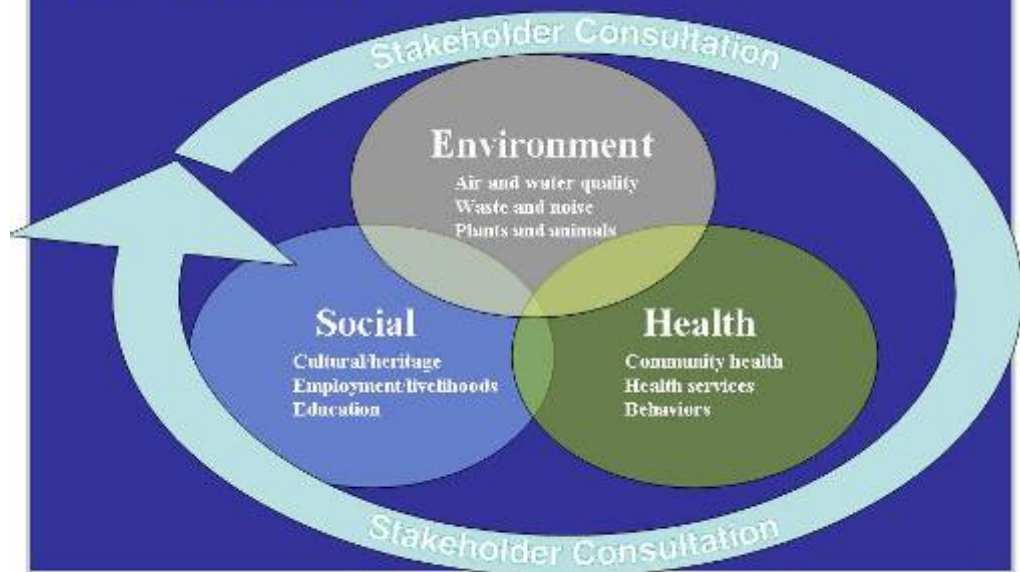 Stakeholder Consultation
Environment
Air and water quality
Waste and noise
Plants and animals
Social
Cultural/heritage
Employment/livelihoods
Education
Health
Community health
Health services
Behaviors
Stakeholder Consultation